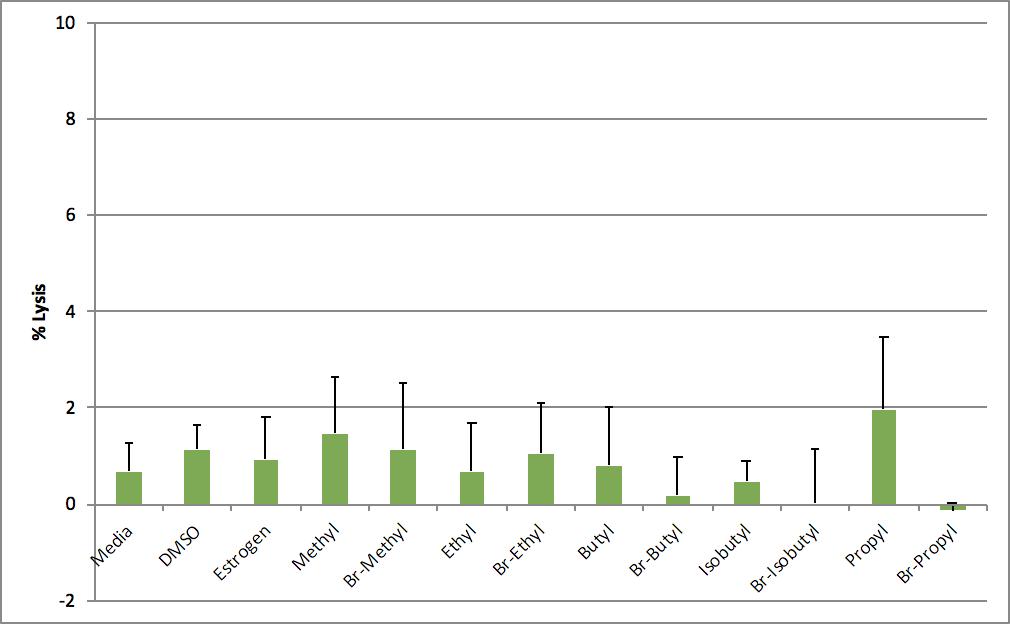 10
8
6
4
2
0
-2
% Lysis
Media
DMSO
Estrogen
Methyl
Br-Methyl
Ethyl
Br-Ethyl
Butyl
Br-Butyl
Isobutyl
Br-Isobutyl
Propyl
Br-Propyl